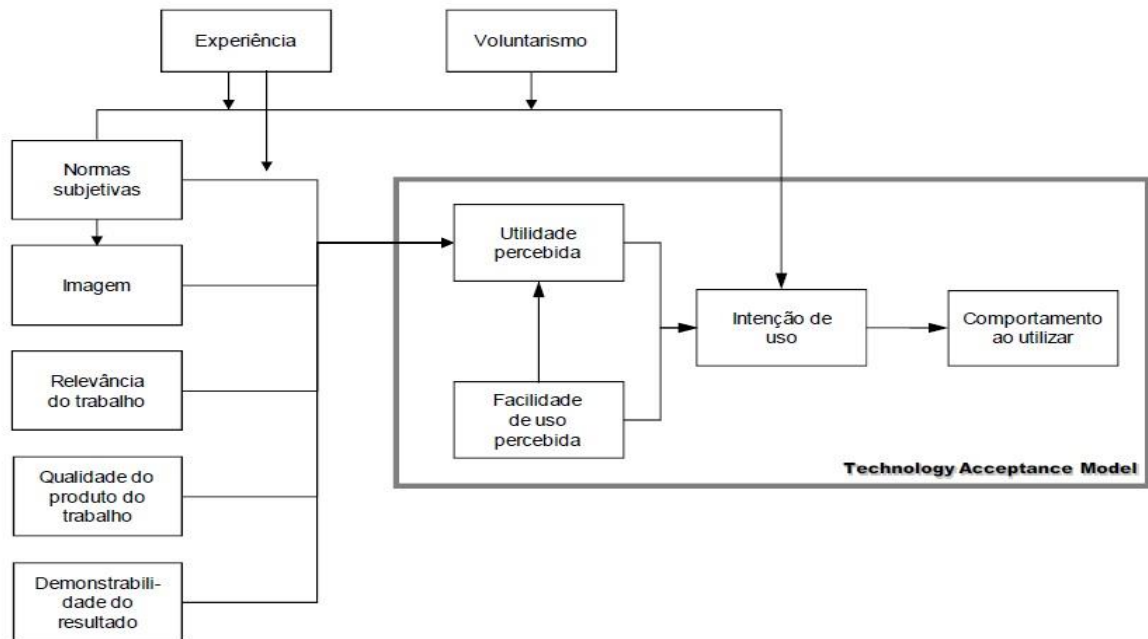 Experiência
Voluntarismo
Normas
subjetivas
Imagem
Relevância
do trabalho
Qualidade do
produto do
trabalho
Demonstrabili-
dade do
resultado
Utilidade
percebida
Facilidade
de uso
percebida
Intenção de
uso
Comportamento
ao utilizar
Technology Acceptance Model